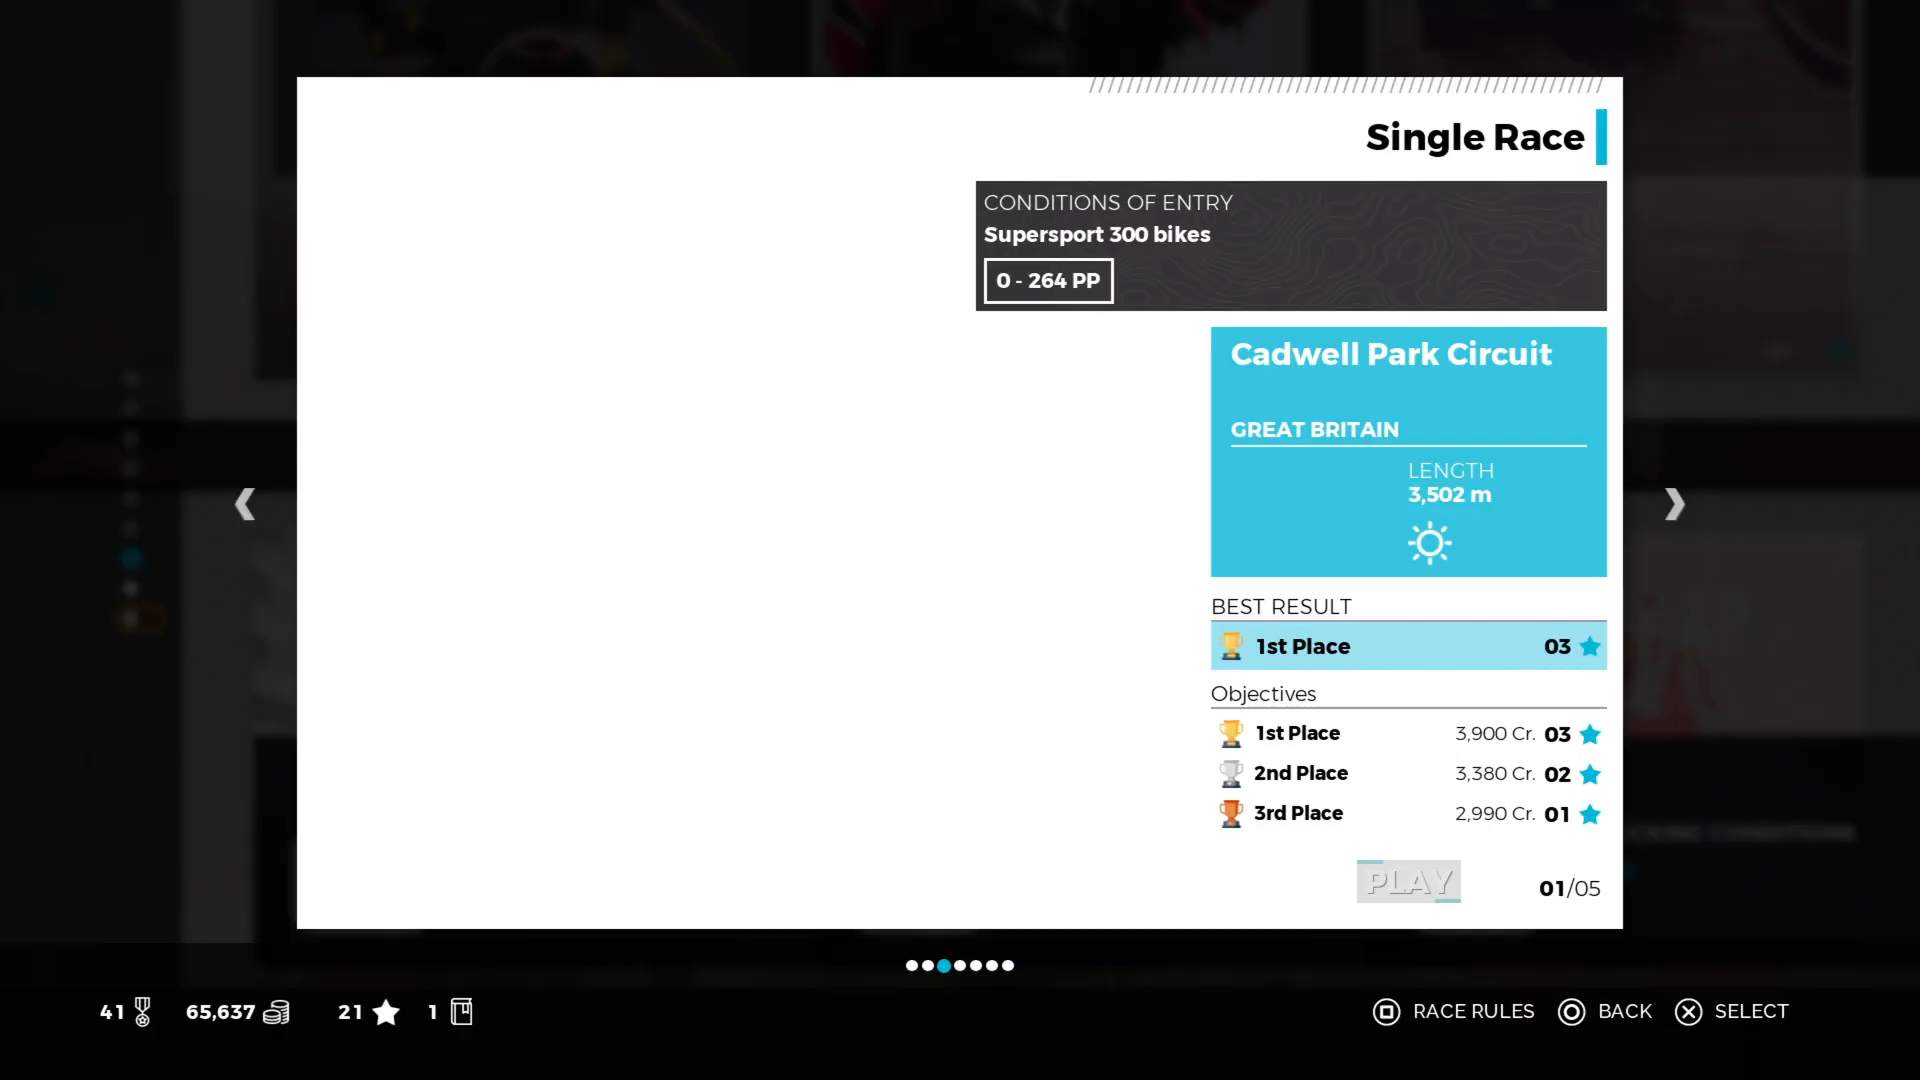 Single Race
CONDITIONS OF ENTRY
Supersport 300 bikes
0 - 264 PP
Cadwell Park Circuit
GREAT BRITAIN
LENGTH
3,502 m
BEST RESULT
1st Place 03
Objectives
1st Place 3,900 Cr. 03
2nd Place 3,380 Cr. 02
3rd Place 2,990 Cr. 01
PLAY 01/05
41 65,637 21 1 RACE RULES BACK SELECT